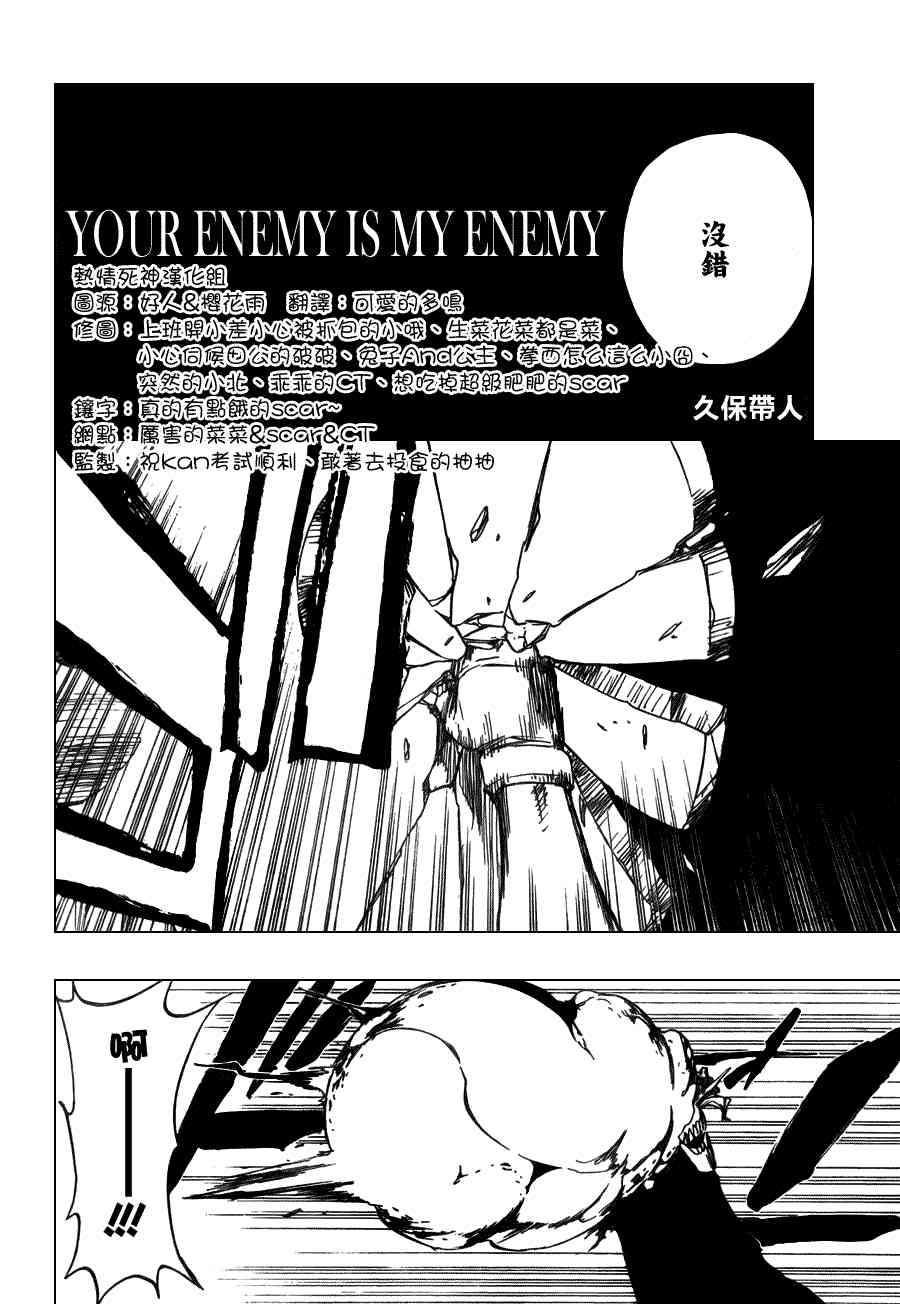 沒錯
YOUR ENEMY IS MY ENEMY
熱情死神漢化組
圖源：好人&櫻花雨 翻譯：可愛的多鳴
修圖：上班開小差小心被抓包的小哦、生菜花菜都是菜、
小心伺候田公的破破、兔子And公主、拳西怎么這么小囧、
突然的小北、乖乖的CT、想吃掉超級肥肥的scar
鑲字：真的有點餓的scar~
網點：厲害的菜菜&scar&CT
監製：祝Kan考試順利、敢著去投食的抽抽
久保帶人
啊——!!!